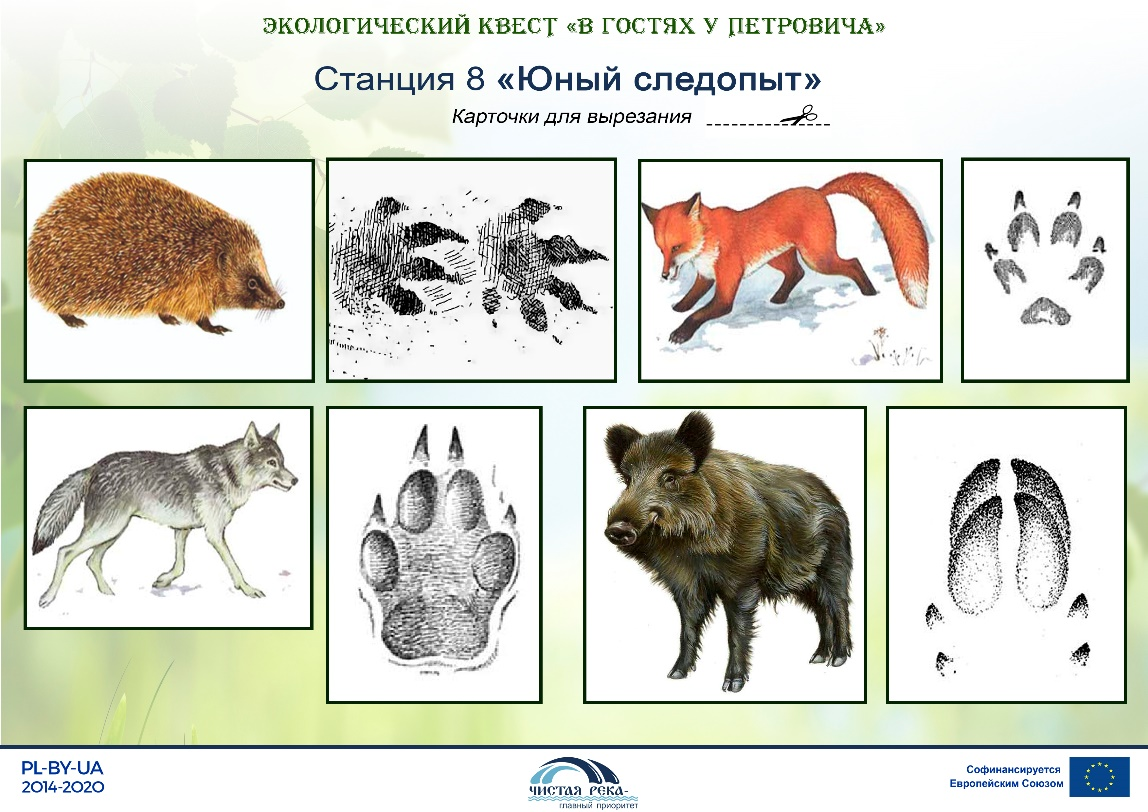 ЭКОЛОГИЧЕСКИЙ КВЕСТ «В ГОСТЯХ У ПЕТРОВИЧА»
Станция 8 «Юный следопыт»
Карточки для вырезания
PL-BY-UA
2014-2020
ЧИСТАЯ РЕКА-
главный приоритет
Софинансируется
Европейским Союзом